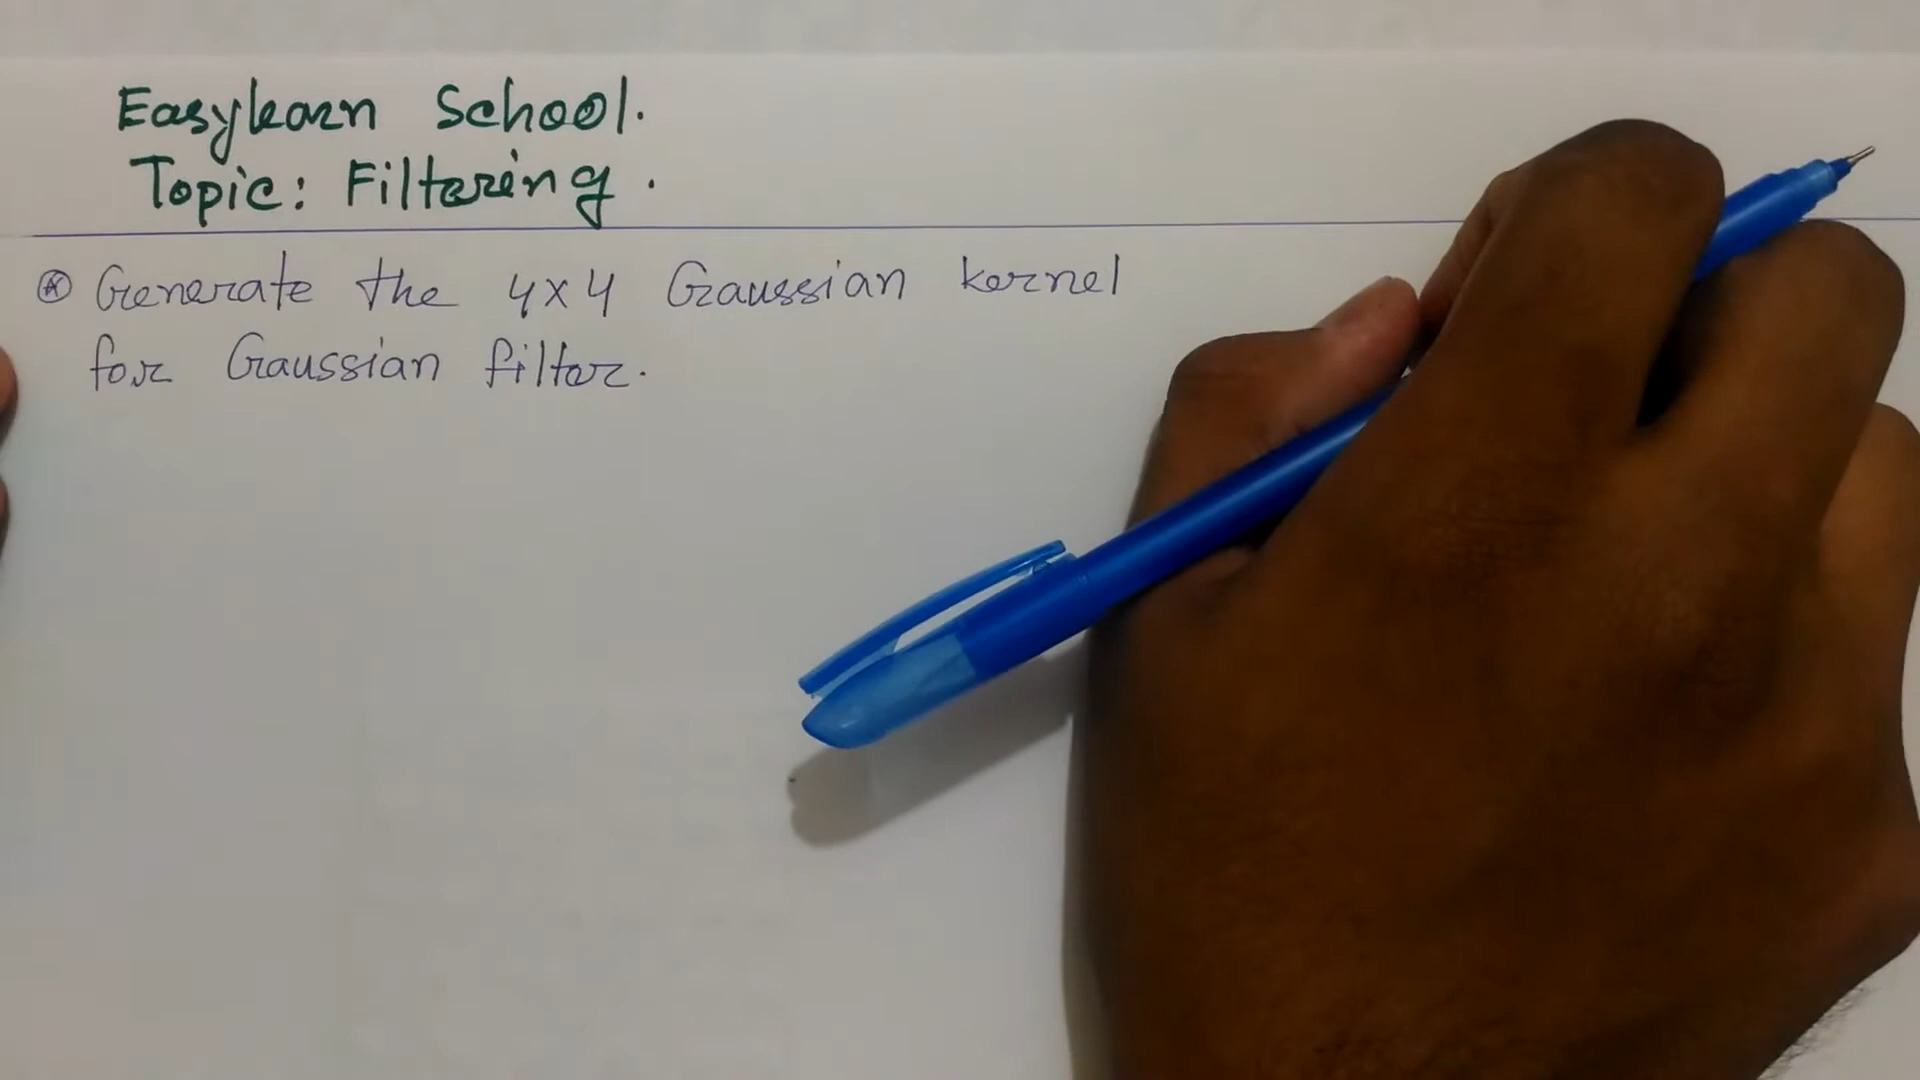 Easylearn School.
Topic: Filtering.
Generate the 4x4 Gaussian kernel
for Gaussian filter.